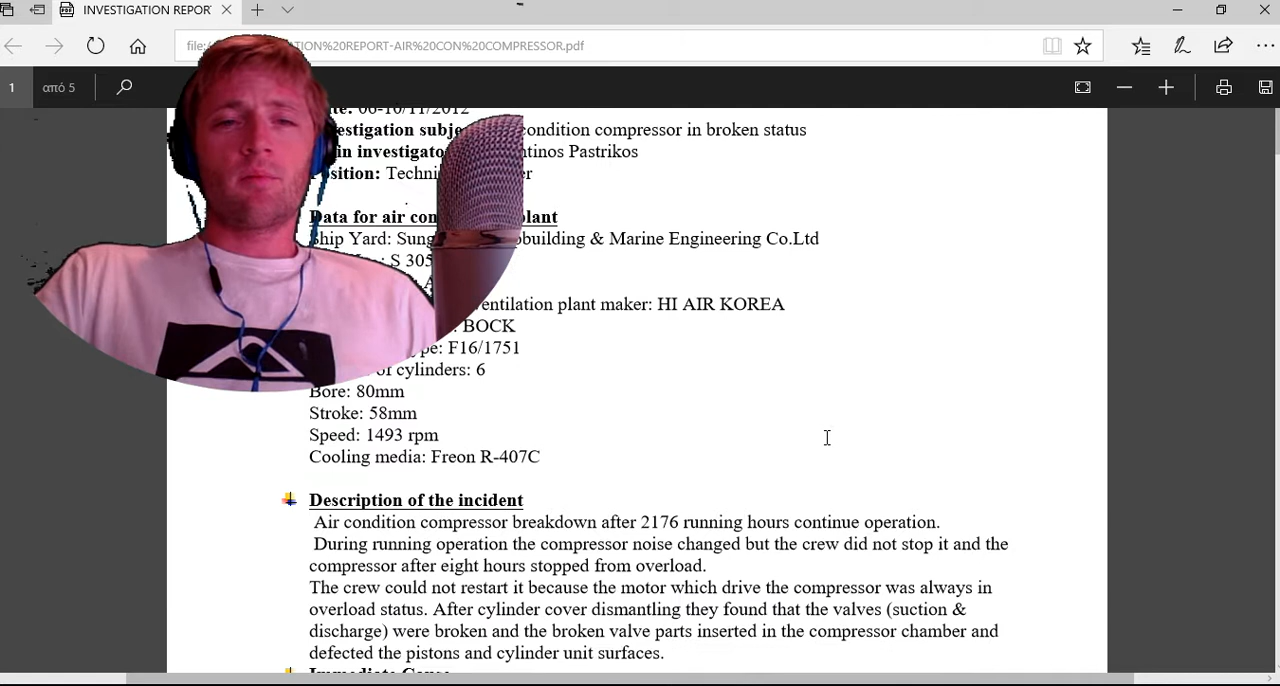 INVESTIGATION REPOR
file:/ ATION%20REPORT-AIR%20CON%20COMPRESSOR.pdf
1 από 5
06-10/11/2012
condition compressor in broken status
Pastrikos
Data for air plant
Ship Yard: & Marine Engineering Co.Ltd
: S 305
ventilation plant maker: HI AIR KOREA
BOCK
: F16/1751
of cylinders: 6
Bore: 80mm
Stroke: 58mm
Speed: 1493 rpm
Cooling media: Freon R-407C
Description of the incident
Air condition compressor breakdown after 2176 running hours continue operation.
During running operation the compressor noise changed but the crew did not stop it and the
compressor after eight hours stopped from overload.
The crew could not restart it because the motor which drive the compressor was always in
overload status. After cylinder cover dismantling they found that the valves (suction &
discharge) were broken and the broken valve parts inserted in the compressor chamber and
defected the pistons and cylinder unit surfaces.